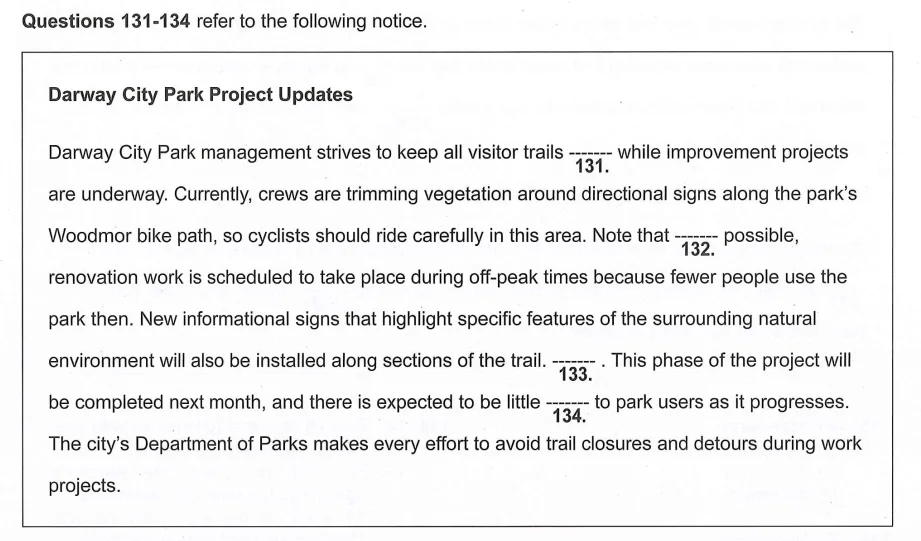 Questions 131-134 refer to the following notice.
Darway City Park Project Updates
Darway City Park management strives to keep all visitor trails ------- while improvement projects
131.
are underway. Currently, crews are trimming vegetation around directional signs along the park's
Woodmor bike path, so cyclists should ride carefully in this area. Note that ------- possible,
132.
renovation work is scheduled to take place during off-peak times because fewer people use the
park then. New informational signs that highlight specific features of the surrounding natural
environment will also be installed along sections of the trail. ------- . This phase of the project will
133.
be completed next month, and there is expected to be little ------- to park users as it progresses.
134.
The city's Department of Parks makes every effort to avoid trail closures and detours during work
projects.